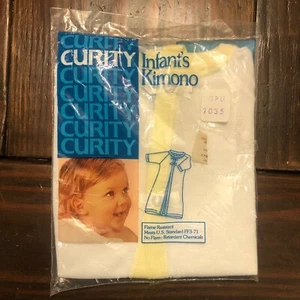 CURITY
CURITY
CURITY
CURITY
CURITY
CURITY
CURITY
Infant's
Kimono
Flame Resistant
Meets U.S. Standard FF3-71
No Flame-Retardant Chemicals